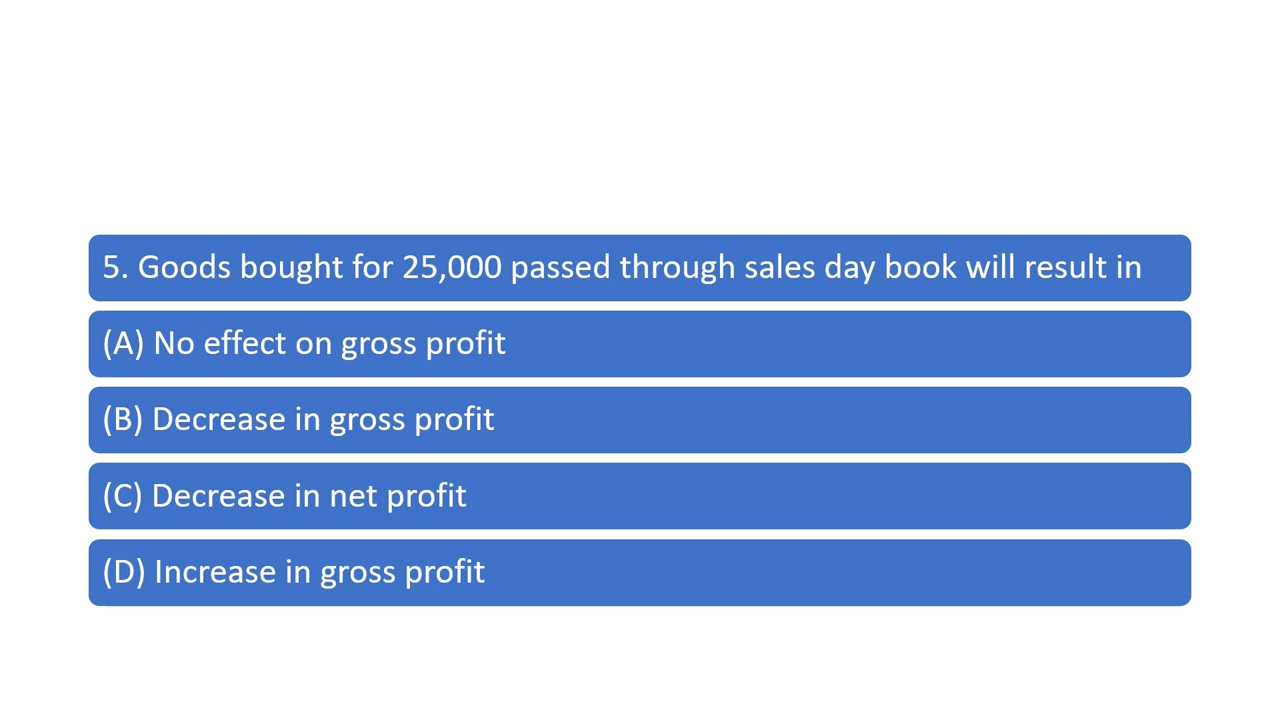 5. Goods bought for 25,000 passed through sales day book will result in
(A) No effect on gross profit
(B) Decrease in gross profit
(C) Decrease in net profit
(D) Increase in gross profit